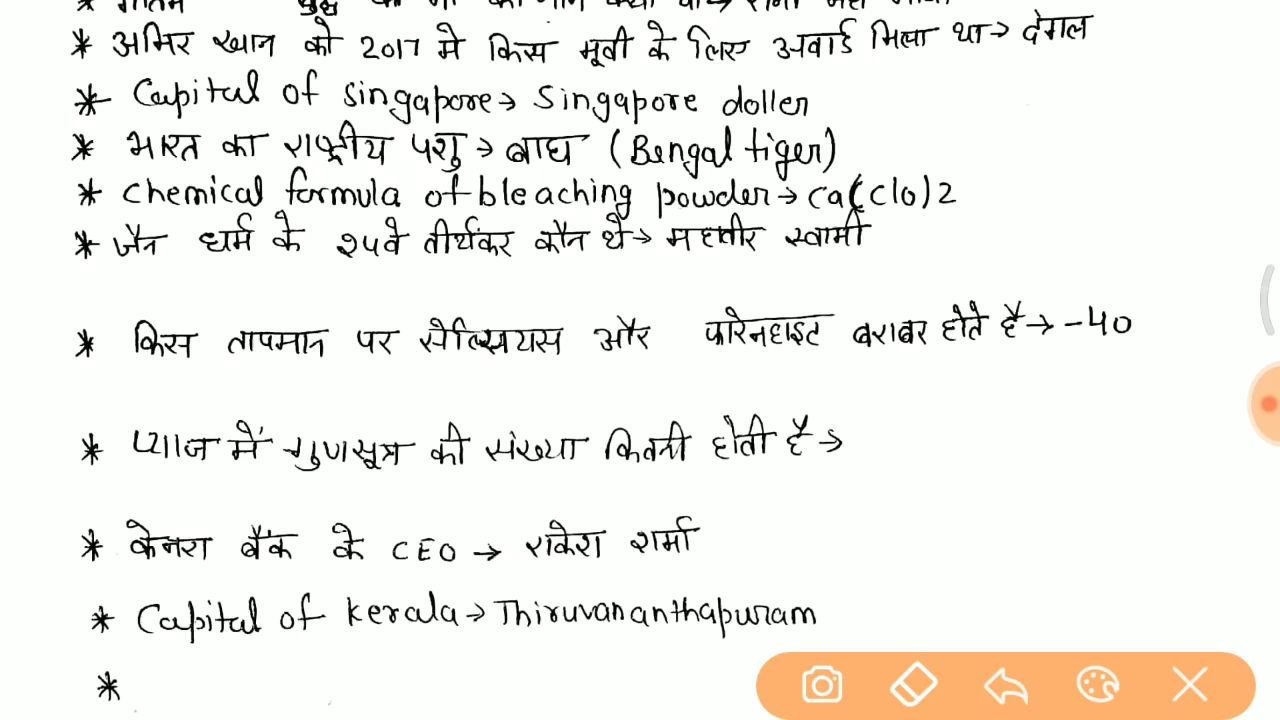 * अमिर खान को 2017 मे किस मूवी के लिए अवार्ड मिला था → दंगल
* Capital of Singapore → Singapore doller
* भारत का राष्ट्रीय पशु → बाघ (Bengal tiger)
* Chemical formula of bleaching powder → Ca(Clo)2
* जैन धर्म के २५वे तीर्थंकर कौन थे → महावीर स्वामी
* किस तापमान पर सेल्सियस और फारेनहाइट बराबर होते है → -40
* प्याज में गुणसूत्र की संख्या कितनी होती है →
* केनरा बैंक के CEO → राकेश शर्मा
* Capital of Kerala → Thiruvananthapuram
*